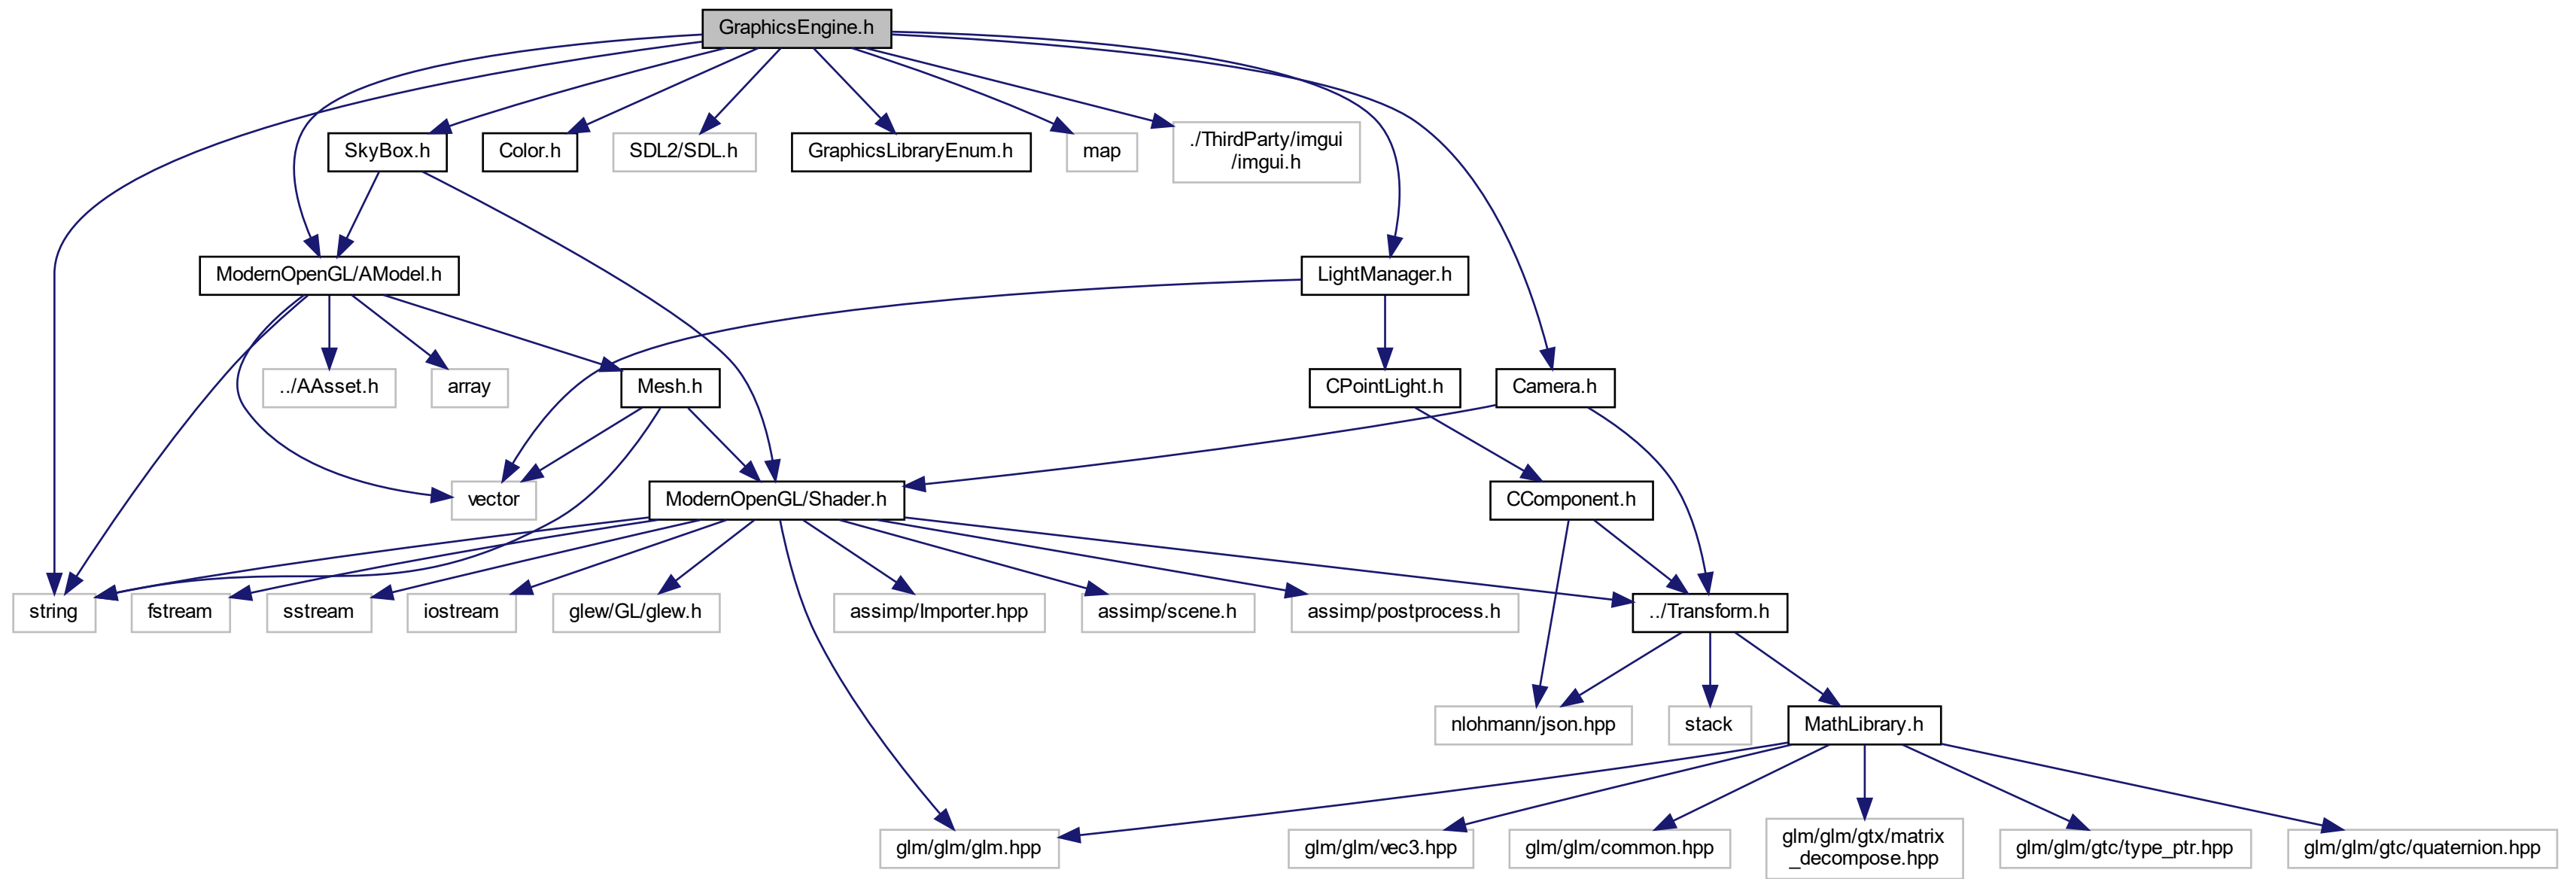 GraphicsEngine.h
SkyBox.h
Color.h
SDL2/SDL.h
GraphicsLibraryEnum.h
map
./ThirdParty/imgui
/imgui.h
ModernOpenGL/AModel.h
LightManager.h
../AAsset.h
array
Mesh.h
CPointLight.h
Camera.h
vector
ModernOpenGL/Shader.h
CComponent.h
string
fstream
sstream
iostream
glew/GL/glew.h
assimp/Importer.hpp
assimp/scene.h
assimp/postprocess.h
../Transform.h
nlohmann/json.hpp
stack
MathLibrary.h
glm/glm/glm.hpp
glm/glm/vec3.hpp
glm/glm/common.hpp
glm/glm/gtx/matrix
_decompose.hpp
glm/glm/gtc/type_ptr.hpp
glm/glm/gtc/quaternion.hpp